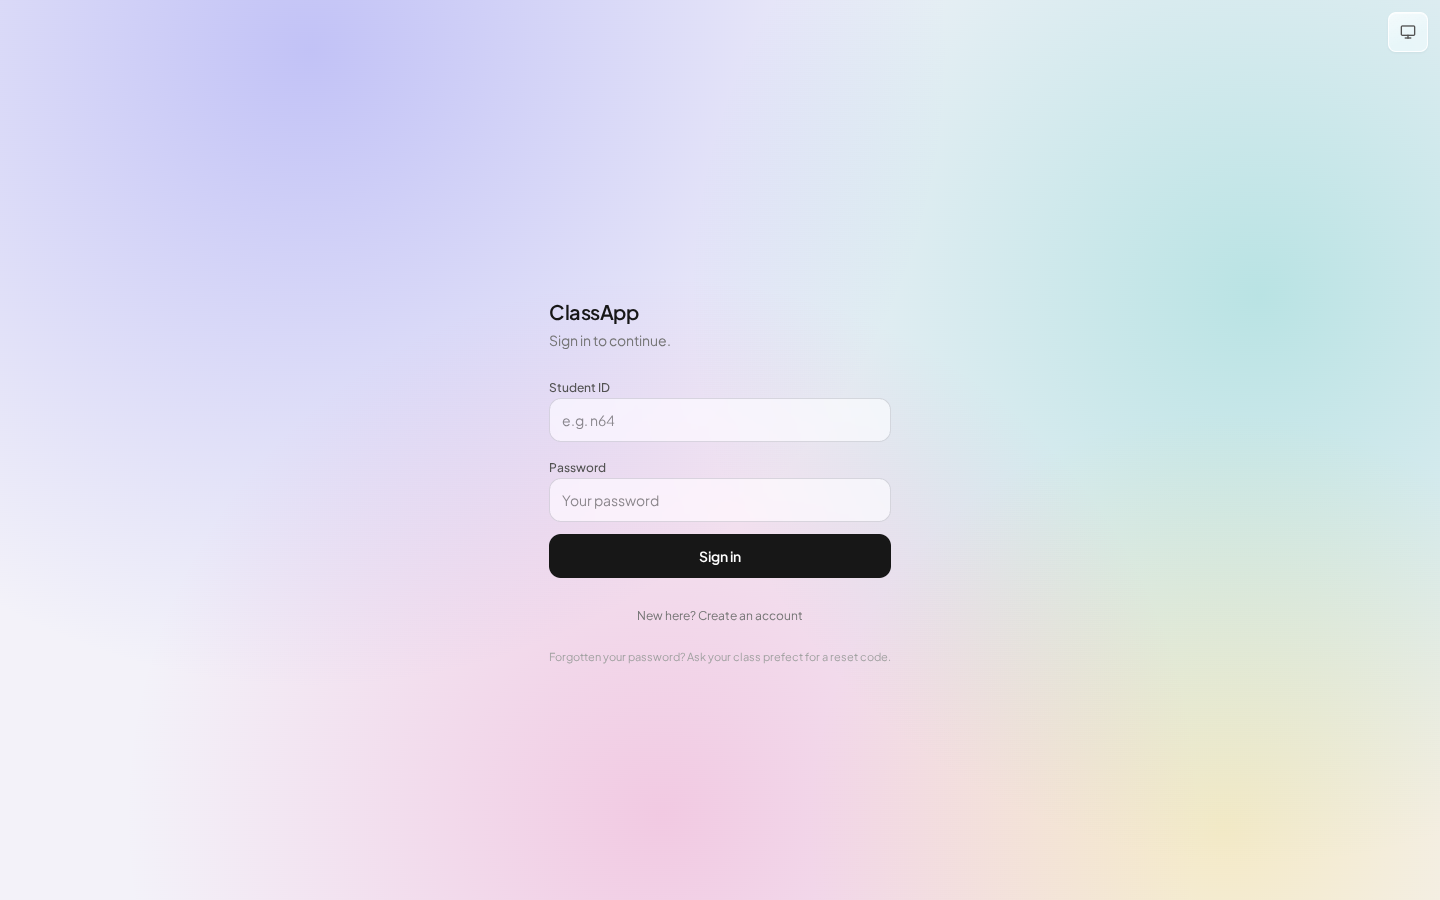 ClassApp
Sign in to continue.
Student ID
e.g. n64
Password
Your password
Sign in
New here? Create an account
Forgotten your password? Ask your class prefect for a reset code.